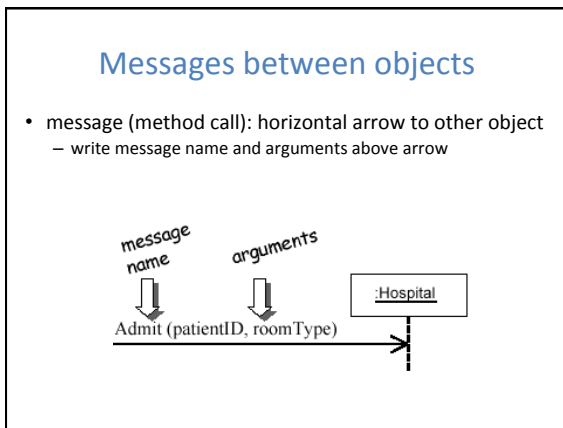 Messages between objects
• message (method call): horizontal arrow to other object
– write message name and arguments above arrow
message
name
arguments
:Hospital
Admit (patientID, roomType)